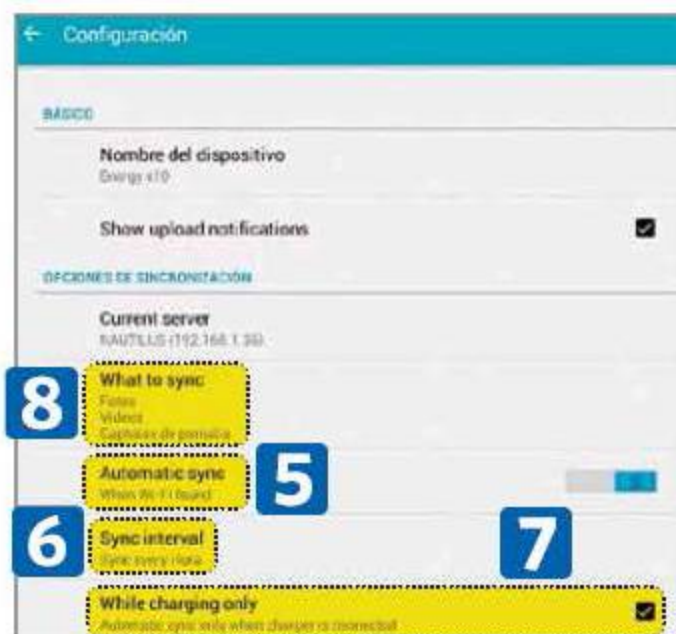 Configuración
BÁSICO
Nombre del dispositivo
Energy x10
Show upload notifications
OPCIONES DE SINCRONIZACIÓN
Current server
NAUTILUS (192.168.1.
8
What to sync
Fotos
Videos
Capturas de pantalla
Automatic sync
When Wi-Fi found
5
6
Sync interval
Sync every
7
While charging only
Automatic sync only when charger is connected